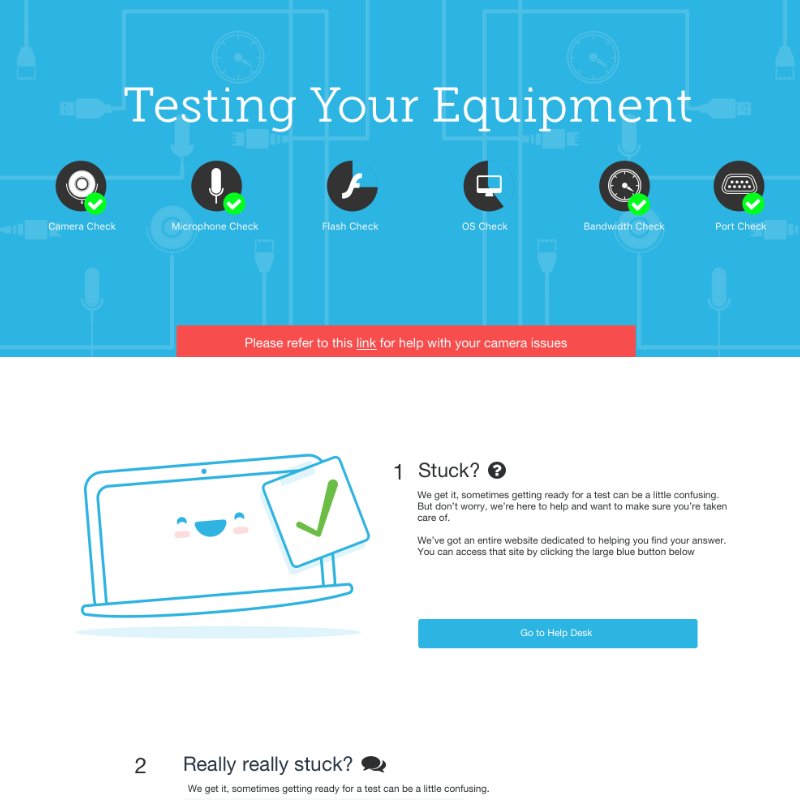 Testing Your Equipment
Camera Check
Microphone Check
Flash Check
OS Check
Bandwidth Check
Port Check
Please refer to this link for help with your camera issues
1 Stuck?
We get it, sometimes getting ready for a test can be a little confusing.
But don't worry, we're here to help and want to make sure you're taken
care of.
We've got an entire website dedicated to helping you find your answer.
You can access that site by clicking the large blue button below
Go to Help Desk
2 Really really stuck?
We get it, sometimes getting ready for a test can be a little confusing.